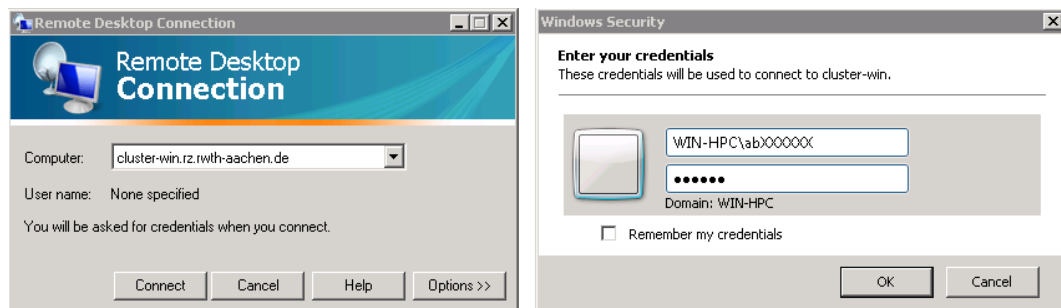 Remote Desktop Connection
Remote Desktop
Connection
Computer: cluster-win.rz.rwth-aachen.de
User name: None specified
You will be asked for credentials when you connect.
Connect Cancel Help Options >>
Windows Security
Enter your credentials
These credentials will be used to connect to cluster-win.
WIN-HPC\abXXXXXX
••••••
Domain: WIN-HPC
Remember my credentials
OK Cancel